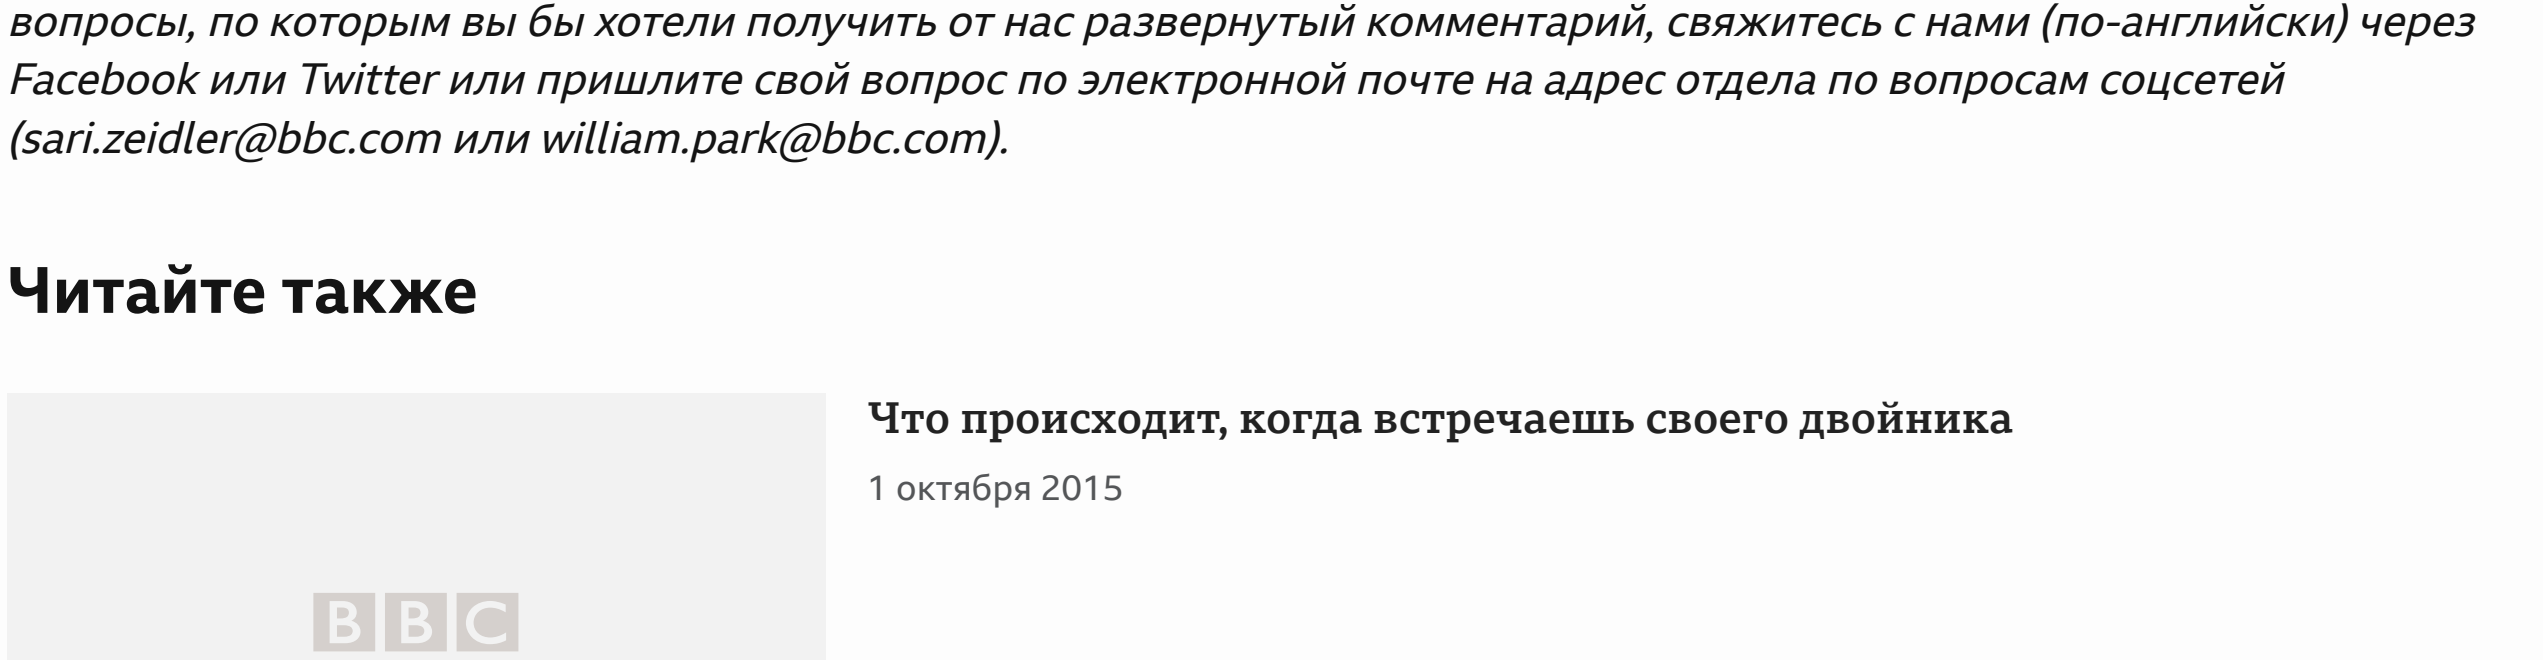 вопросы, по которым вы бы хотели получить от нас развернутый комментарий, свяжитесь с нами (по-английски) через
Facebook или Twitter или пришлите свой вопрос по электронной почте на адрес отдела по вопросам соцсетей
(sari.zeidler@bbc.com или william.park@bbc.com).
Читайте также
Что происходит, когда встречаешь своего двойника
1 октября 2015
BBC